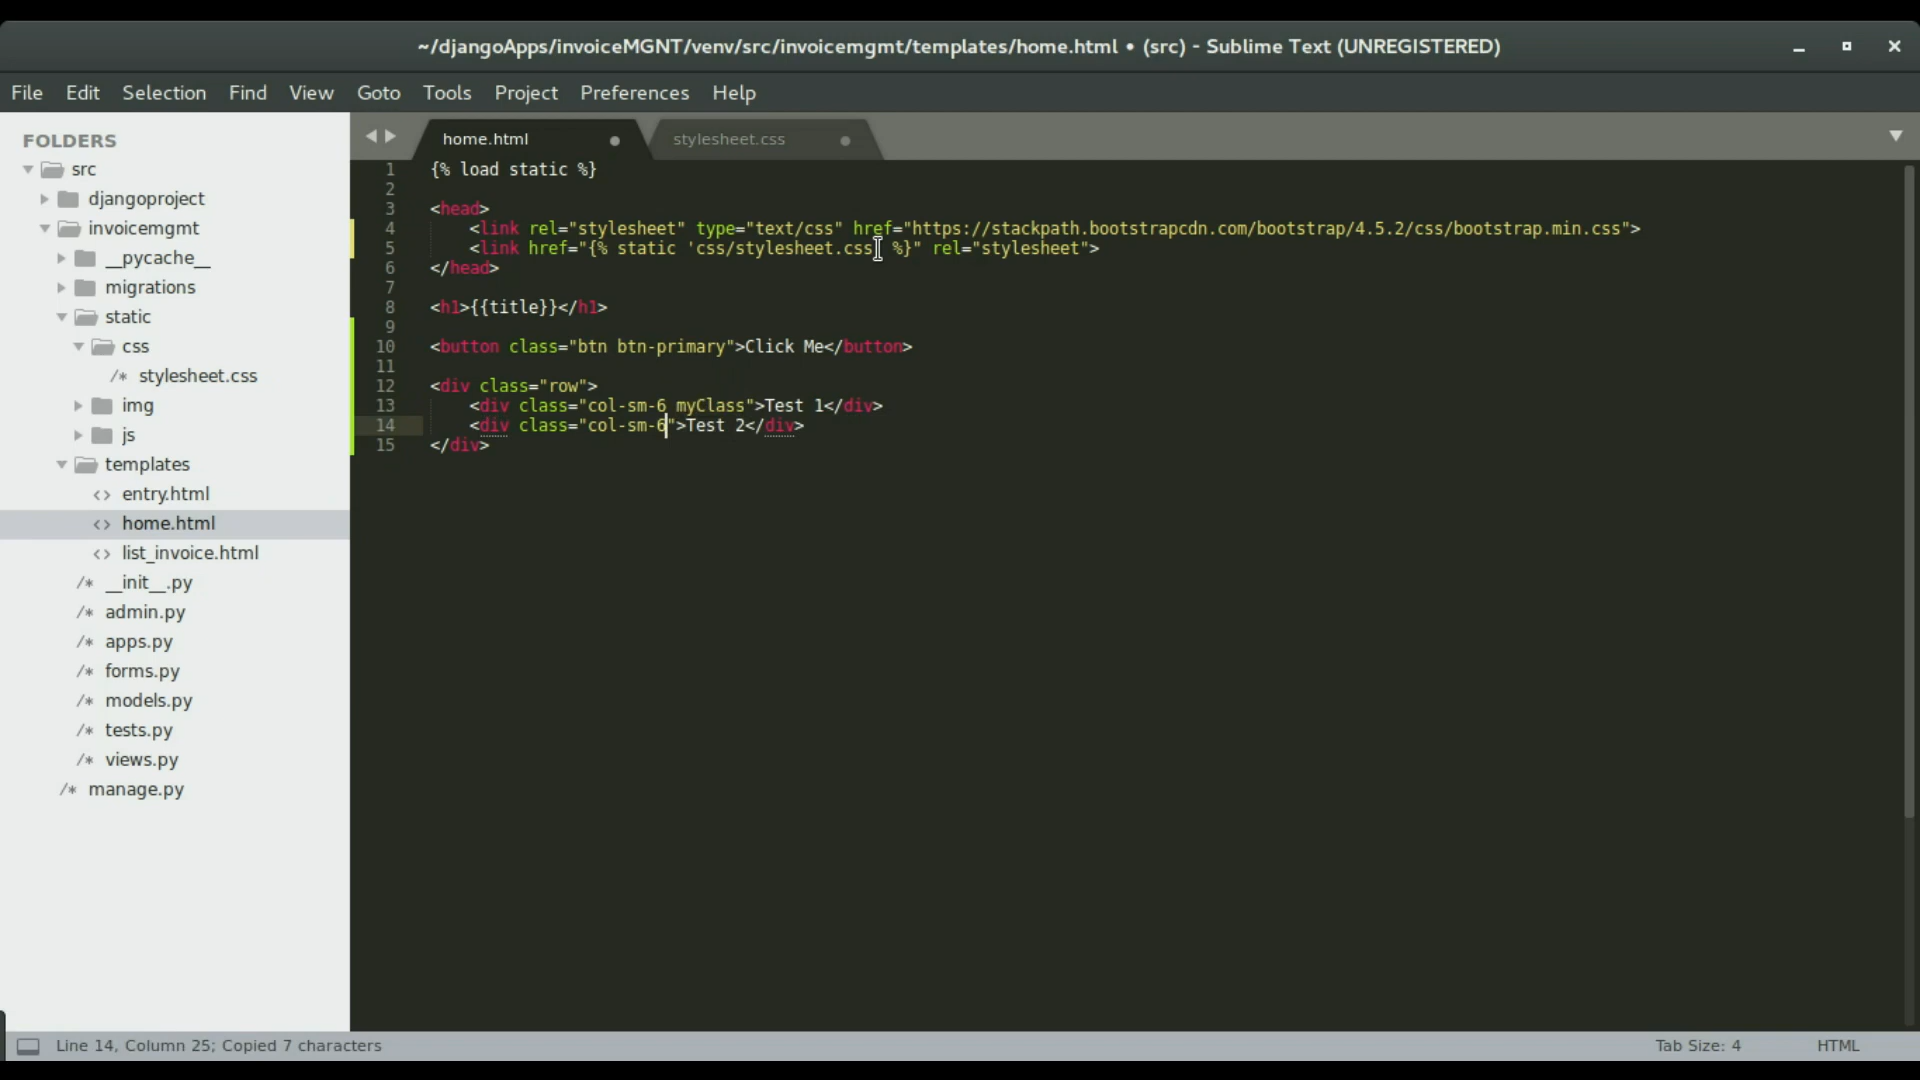 ~/djangoApps/invoiceMGNT/venv/src/invoicemgmt/templates/home.html • (src) - Sublime Text (UNREGISTERED)
File Edit Selection Find View Goto Tools Project Preferences Help
FOLDERS
src
djangoproject
invoicemgmt
__pycache__
migrations
static
css
/* stylesheet.css
img
js
templates
<> entry.html
<> home.html
<> list_invoice.html
/* __init__.py
/* admin.py
/* apps.py
/* forms.py
/* models.py
/* tests.py
/* views.py
/* manage.py
home.html stylesheet.css
1 {% load static %}
2
3 <head>
4 <link rel="stylesheet" type="text/css" href="https://stackpath.bootstrapcdn.com/bootstrap/4.5.2/css/bootstrap.min.css">
5 <link href="{% static 'css/stylesheet.css' %}" rel="stylesheet">
6 </head>
7
8 <h1>{{title}}</h1>
9
10 <button class="btn btn-primary">Click Me</button>
11
12 <div class="row">
13 <div class="col-sm-6 myClass">Test 1</div>
14 <div class="col-sm-6">Test 2</div>
15 </div>
Line 14, Column 25; Copied 7 characters
Tab Size: 4
HTML